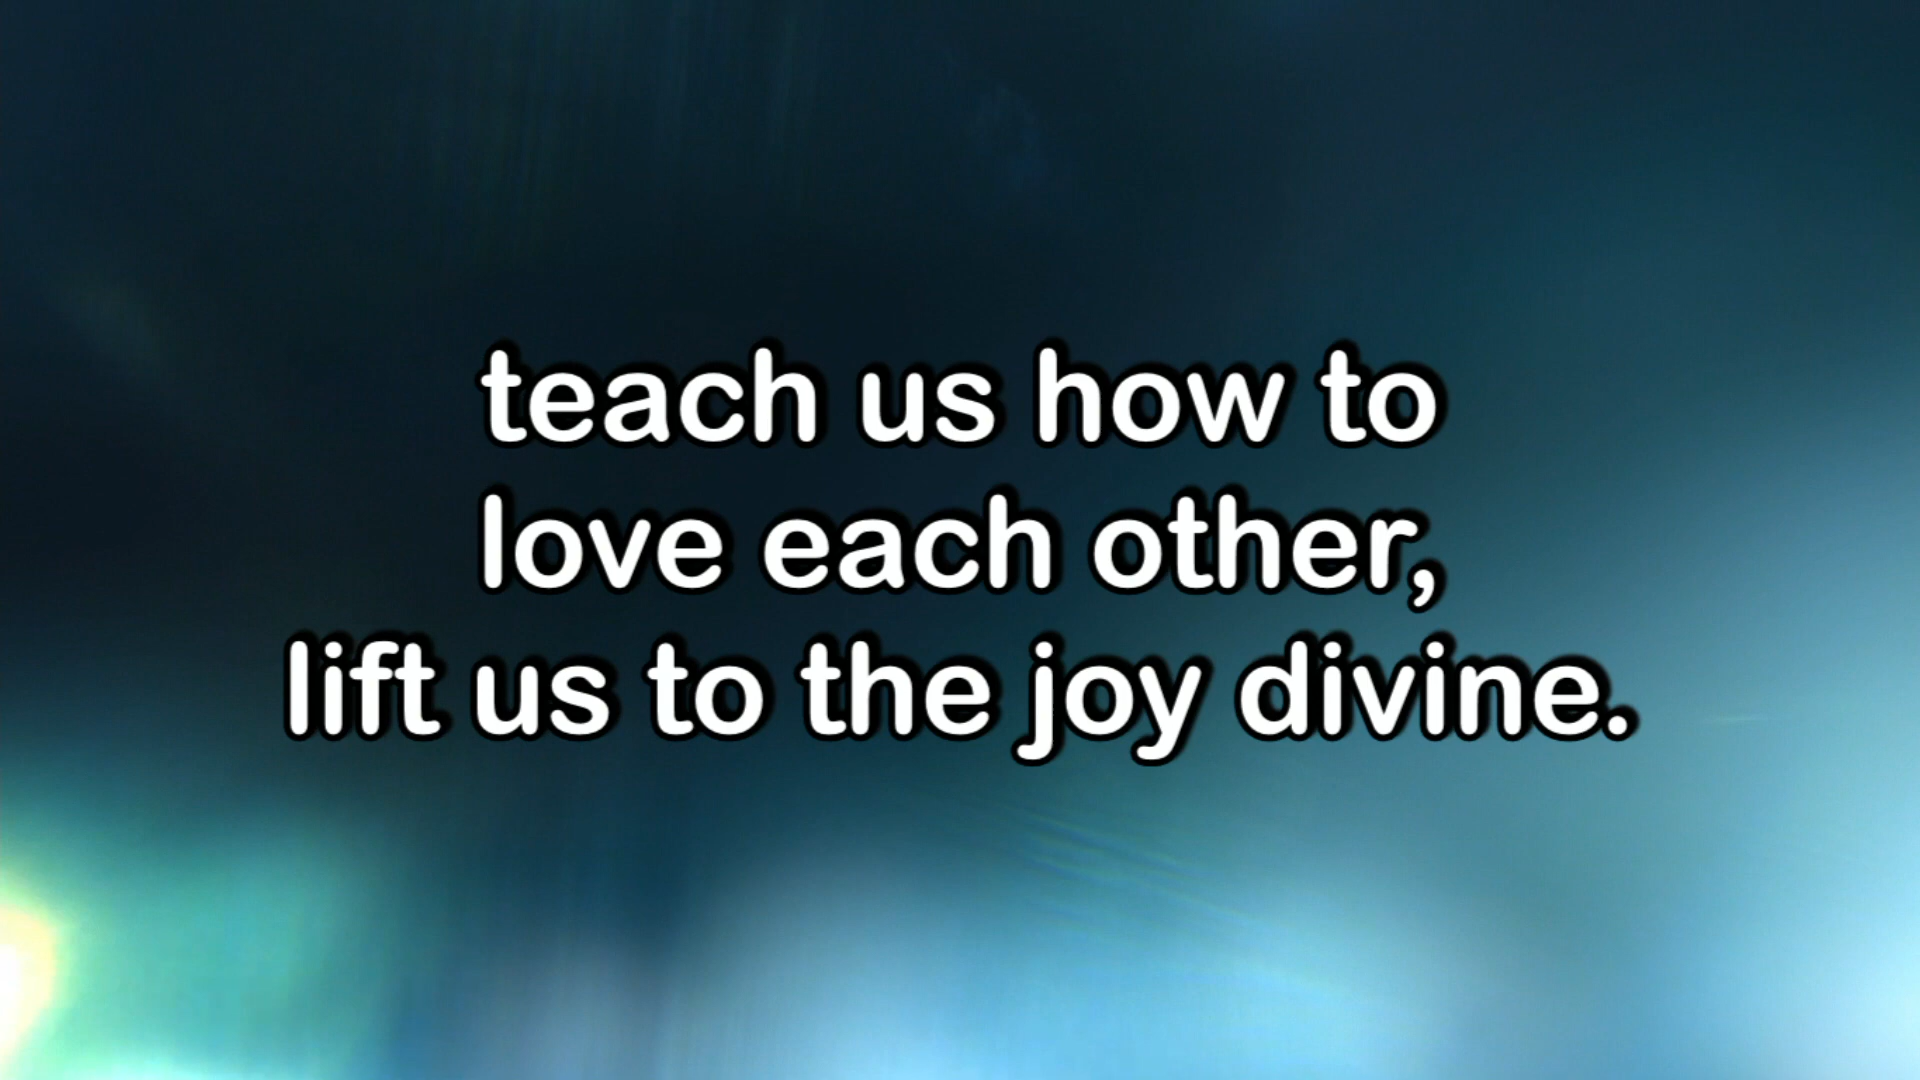 teach us how to
love each other,
lift us to the joy divine.